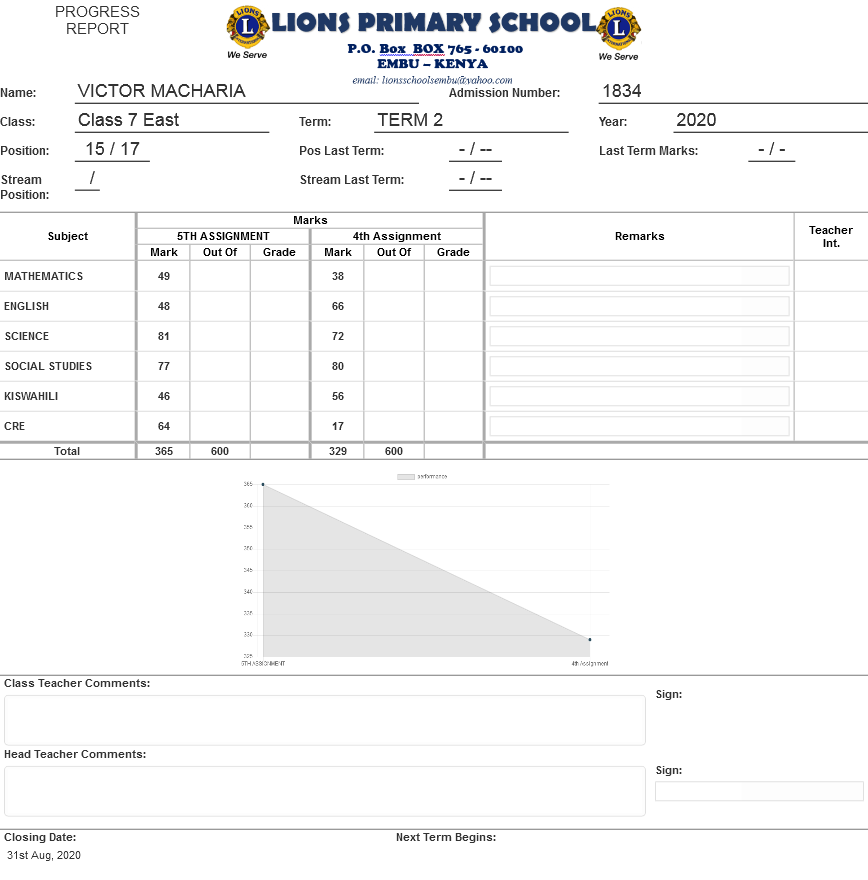 PROGRESS
REPORT
LIONS
L
INTERNATIONAL
We Serve
LIONS PRIMARY SCHOOL
P.O. Box BOX 765 - 60100
EMBU – KENYA
email: lionsschoolsembu@yahoo.com
LIONS
L
INTERNATIONAL
We Serve
Name: VICTOR MACHARIA Admission Number: 1834
Class: Class 7 East Term: TERM 2 Year: 2020
Position: 15 / 17 Pos Last Term: - / -- Last Term Marks: - / -
Stream Position: / Stream Last Term: - / --
Subject Marks Remarks Teacher Int.
5TH ASSIGNMENT 4th Assignment
Mark Out Of Grade Mark Out Of Grade
MATHEMATICS 49 38
ENGLISH 48 66
SCIENCE 81 72
SOCIAL STUDIES 77 80
KISWAHILI 46 56
CRE 64 17
Total 365 600 329 600
performance
365
360
355
350
345
340
335
330
325
5TH ASSIGNMENT 4th Assignment
Class Teacher Comments:
Sign:
Head Teacher Comments:
Sign:
Closing Date: Next Term Begins:
31st Aug, 2020